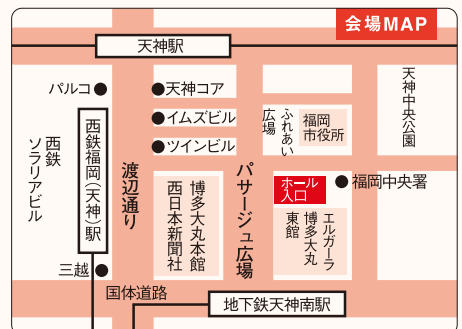 会場MAP
天神駅
パルコ
天神コア
イムズビル
ツインビル
ふれあい
広場
福岡
市役所
天神中央公園
西鉄
ソラリアビル
西鉄福岡(天神)駅
渡辺通り
博多大丸本館
西日本新聞社
パサージュ広場
ホール
入口
福岡中央署
エルガーラ
博多大丸
東館
三越
国体道路
地下鉄天神南駅